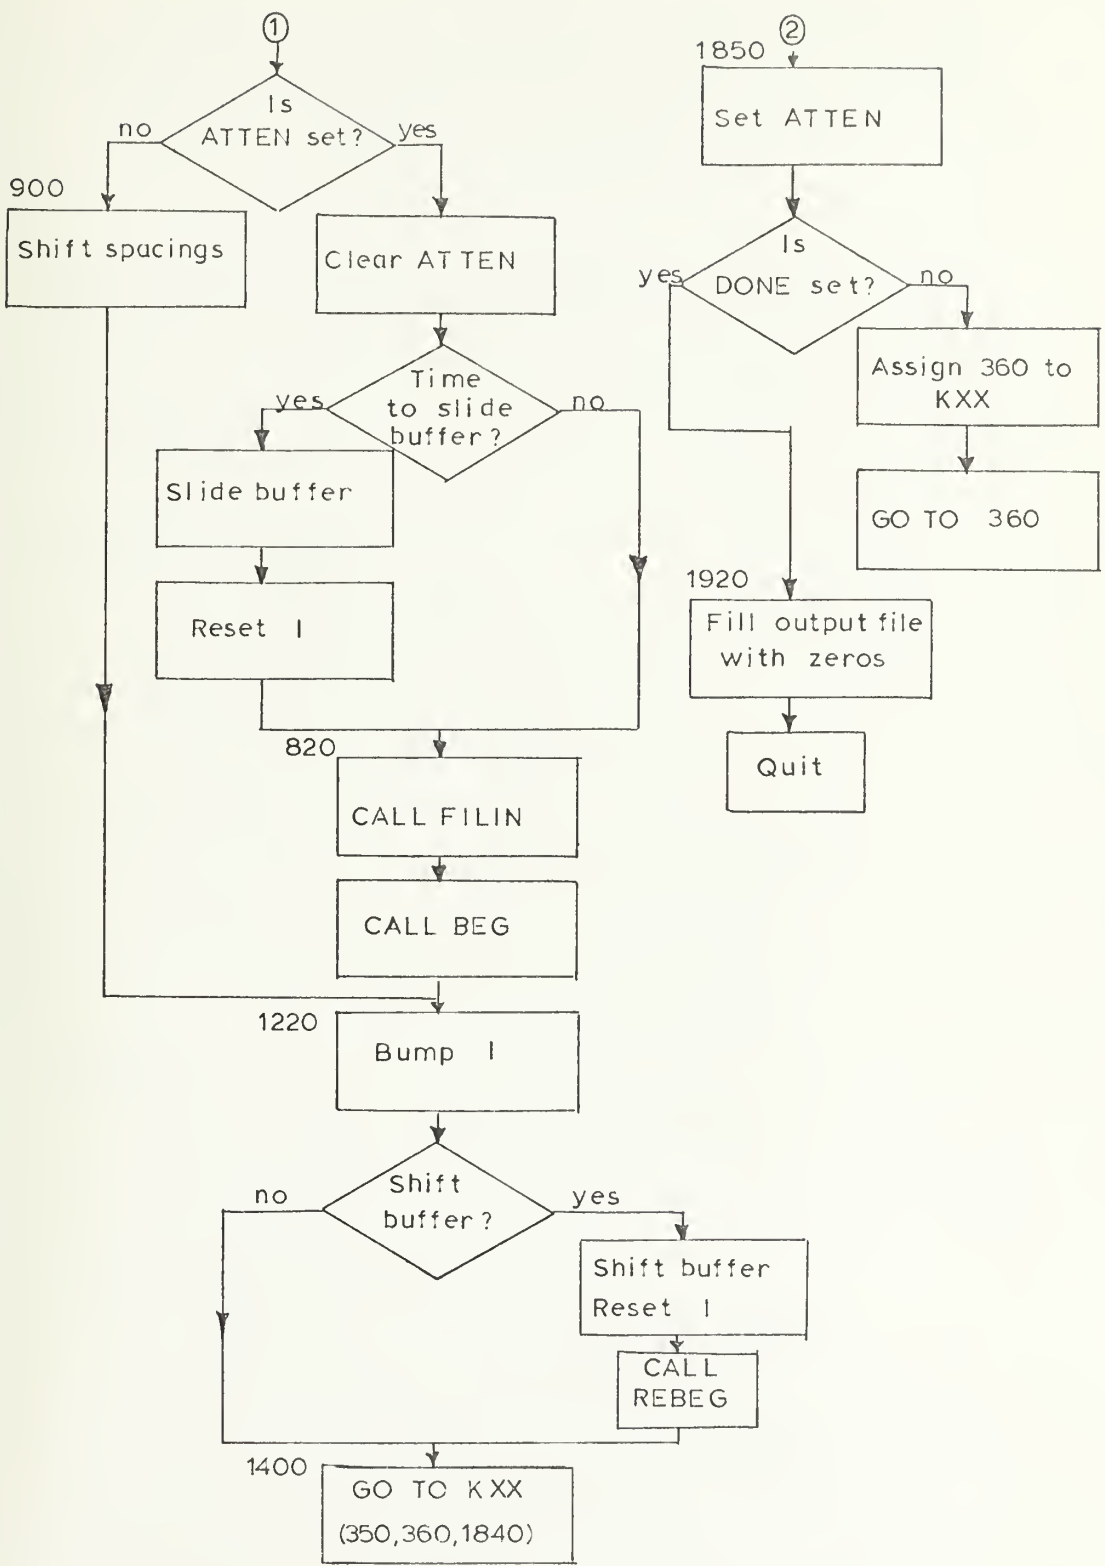 1
Is
ATTEN set?
no
yes
900
Shift spacings
Clear ATTEN
Time
to slide
buffer?
yes
no
Slide buffer
Reset I
820
CALL FILIN
CALL BEG
1220
Bump I
Shift
buffer?
no
yes
Shift buffer
Reset I
CALL
REBEG
1400
GO TO KXX
(350,360,1840)
2
1850
Set ATTEN
Is
DONE set?
yes
no
Assign 360 to
KXX
GO TO 360
1920
Fill output file
with zeros
Quit